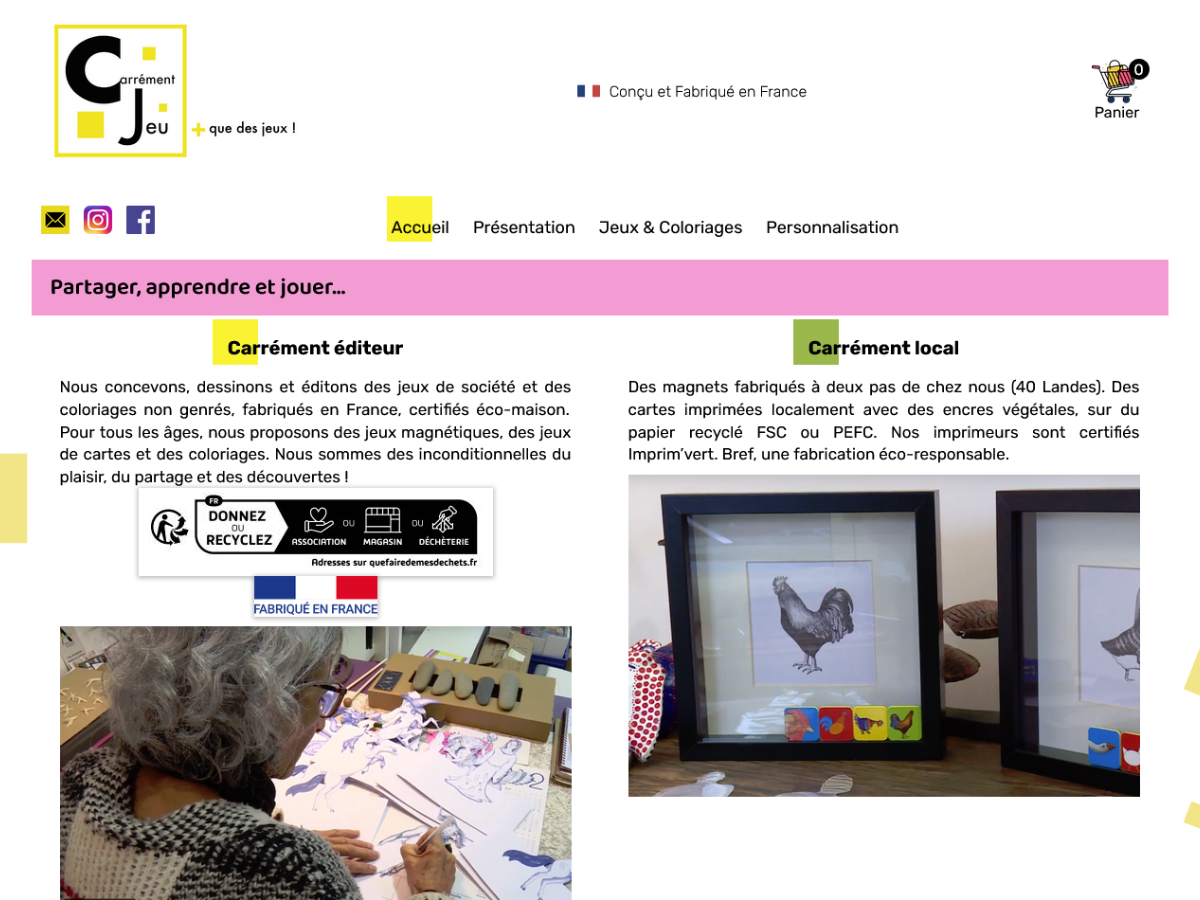 Carrément
Jeu
+ que des jeux !
Conçu et Fabriqué en France
0
Panier
Accueil Présentation Jeux & Coloriages Personnalisation
Partager, apprendre et jouer...
Carrément éditeur
Nous concevons, dessinons et éditons des jeux de société et des
coloriages non genrés, fabriqués en France, certifiés éco-maison.
Pour tous les âges, nous proposons des jeux magnétiques, des jeux
de cartes et des coloriages. Nous sommes des inconditionnelles du
plaisir, du partage et des découvertes !
FR
DONNEZ
OU
RECYCLEZ
ASSOCIATION OU MAGASIN OU DÉCHÈTERIE
Adresses sur quefairedemesdechets.fr
FABRIQUÉ EN FRANCE
Carrément local
Des magnets fabriqués à deux pas de chez nous (40 Landes). Des
cartes imprimées localement avec des encres végétales, sur du
papier recyclé FSC ou PEFC. Nos imprimeurs sont certifiés
Imprim’vert. Bref, une fabrication éco-responsable.